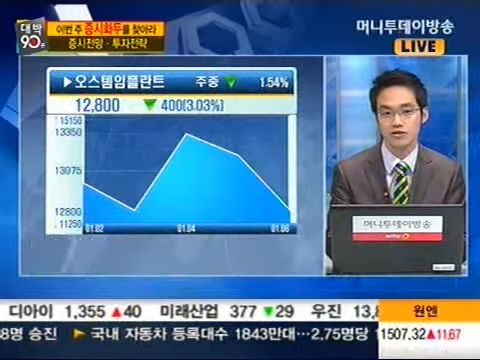 대박
90분
이번 주 증시화두를 찾아라
증시전망·투자전략
머니투데이방송
LIVE
▶오스템임플란트 주중 ▼ 1.54%
12,800 ▼ 400(3.03%)
15150
13350
13075
12800
11250
01.02 01.04 01.08
머니투데이방송
디아이 1,355 ▲40 미래산업 377 ▼29 우진 13,8
원엔
8명 승진 ▶ 국내 자동차 등록대수 1843만대…2.75명당
1507.32 ▲11.67